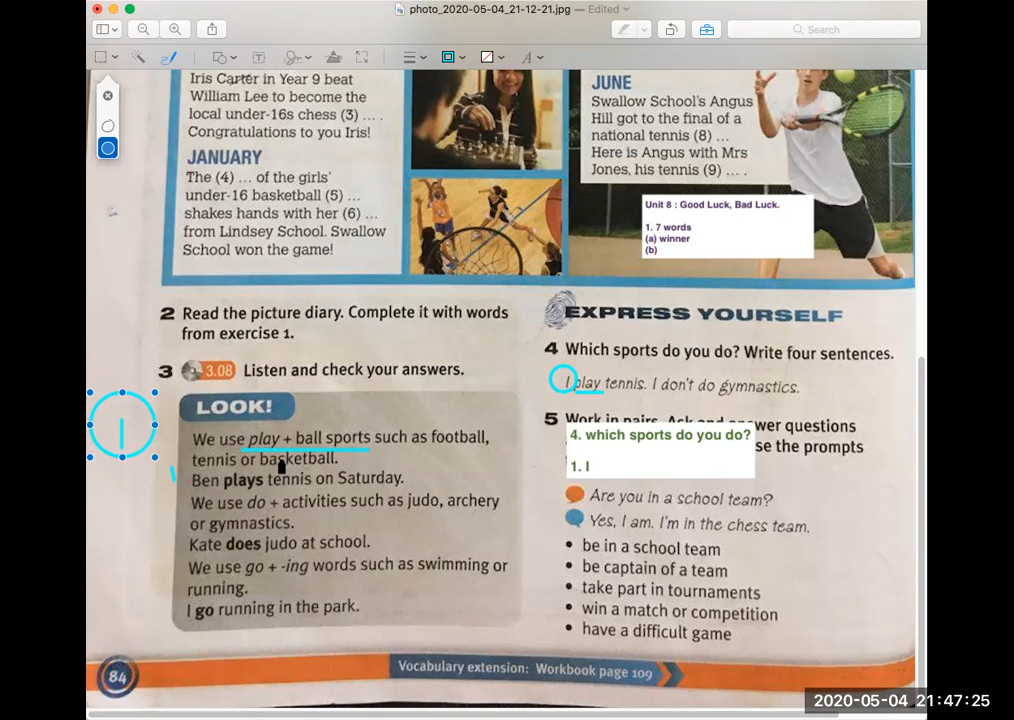 photo_2020-05-04_21-12-21.jpg — Edited
Search
Iris Carter in Year 9 beat
William Lee to become the
local under-16s chess (3) ... .
Congratulations to you Iris!
JANUARY
The (4) ... of the girls'
under-16 basketball (5) ...
shakes hands with her (6) ...
from Lindsey School. Swallow
School won the game!
JUNE
Swallow School's Angus
Hill got to the final of a
national tennis (8) ...
Here is Angus with Mrs
Jones, his tennis (9) ... .
Unit 8 : Good Luck, Bad Luck.
1. 7 words
(a) winner
(b)
2 Read the picture diary. Complete it with words
from exercise 1.
3 3.08 Listen and check your answers.
LOOK!
We use play + ball sports such as football,
tennis or basketball.
Ben plays tennis on Saturday.
We use do + activities such as judo, archery
or gymnastics.
Kate does judo at school.
We use go + -ing words such as swimming or
running.
I go running in the park.
EXPRESS YOURSELF
4 Which sports do you do? Write four sentences.
I play tennis. I don't do gymnastics.
5 Work in pairs. Ask and answer questions
se the prompts
4. which sports do you do?
1. I
Are you in a school team?
Yes, I am. I'm in the chess team.
• be in a school team
• be captain of a team
• take part in tournaments
• win a match or competition
• have a difficult game
84
Vocabulary extension: Workbook page 109
2020-05-04_21:47:25